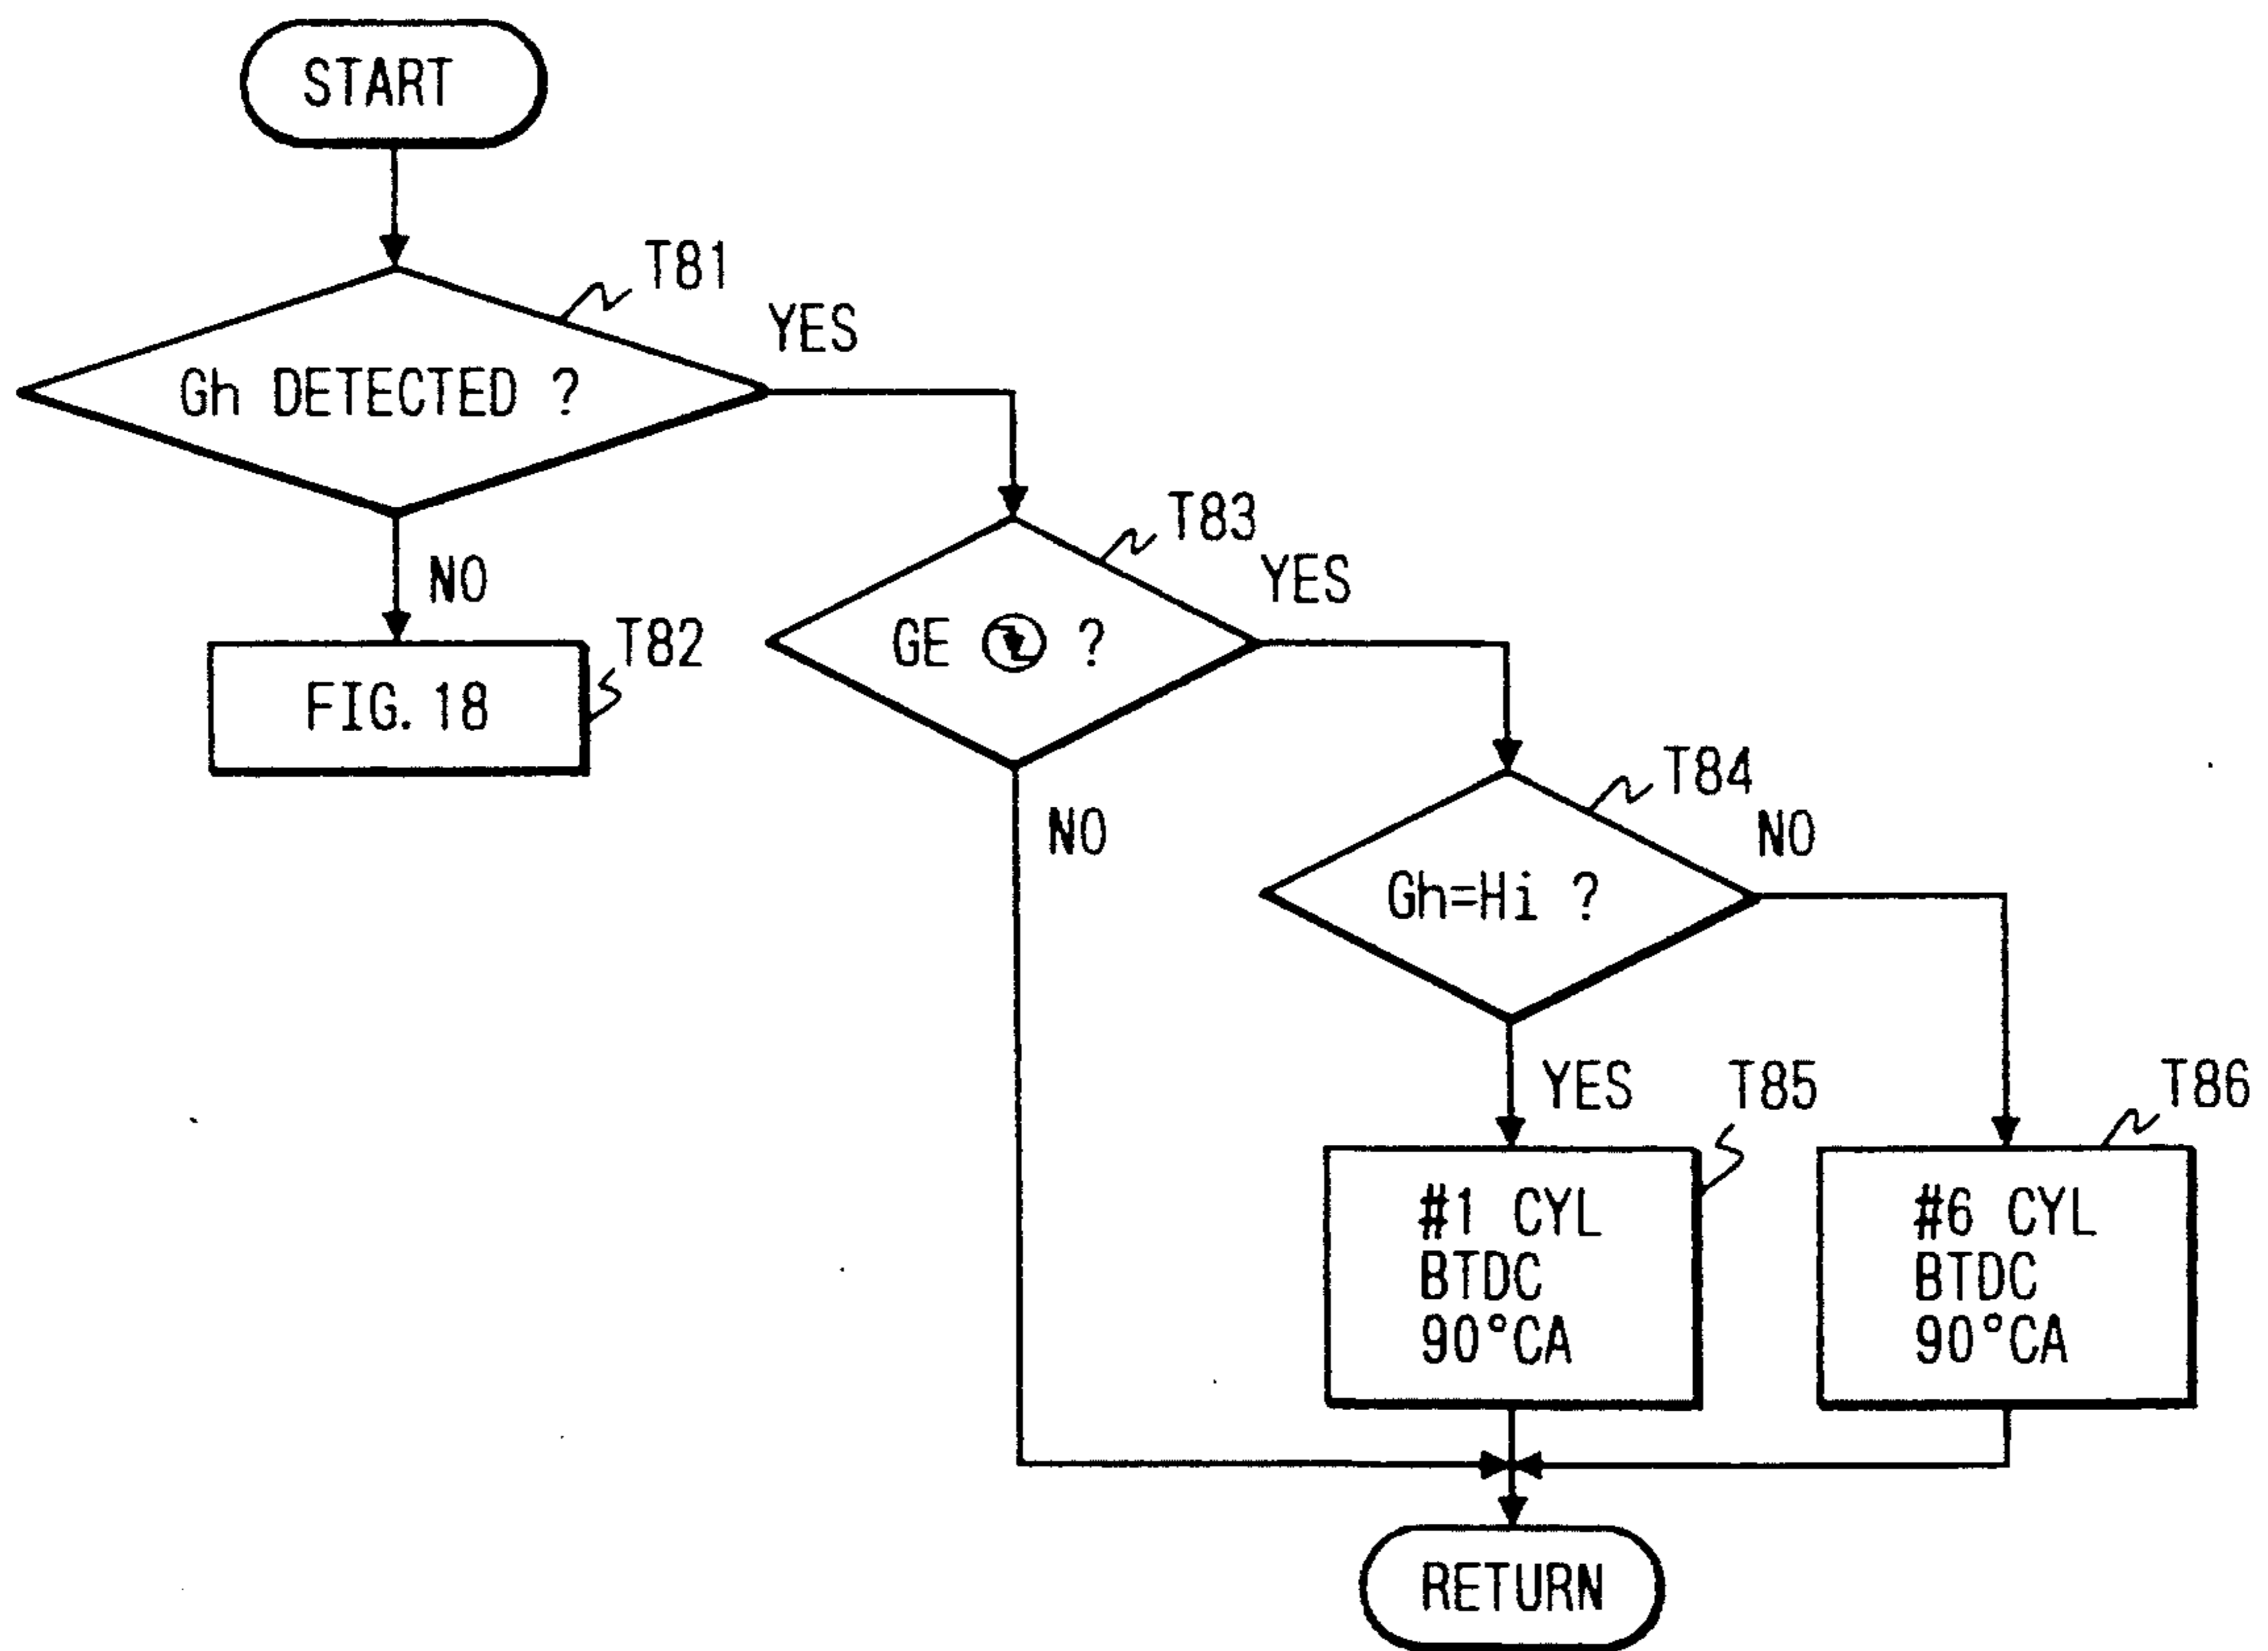 START
T81
YES
Gh DETECTED ?
NO
T82
FIG. 18
T83
YES
GE ?
NO
T84
NO
Gh=Hi ?
YES
T85
T86
#1 CYL
BTDC
90°CA
#6 CYL
BTDC
90°CA
RETURN